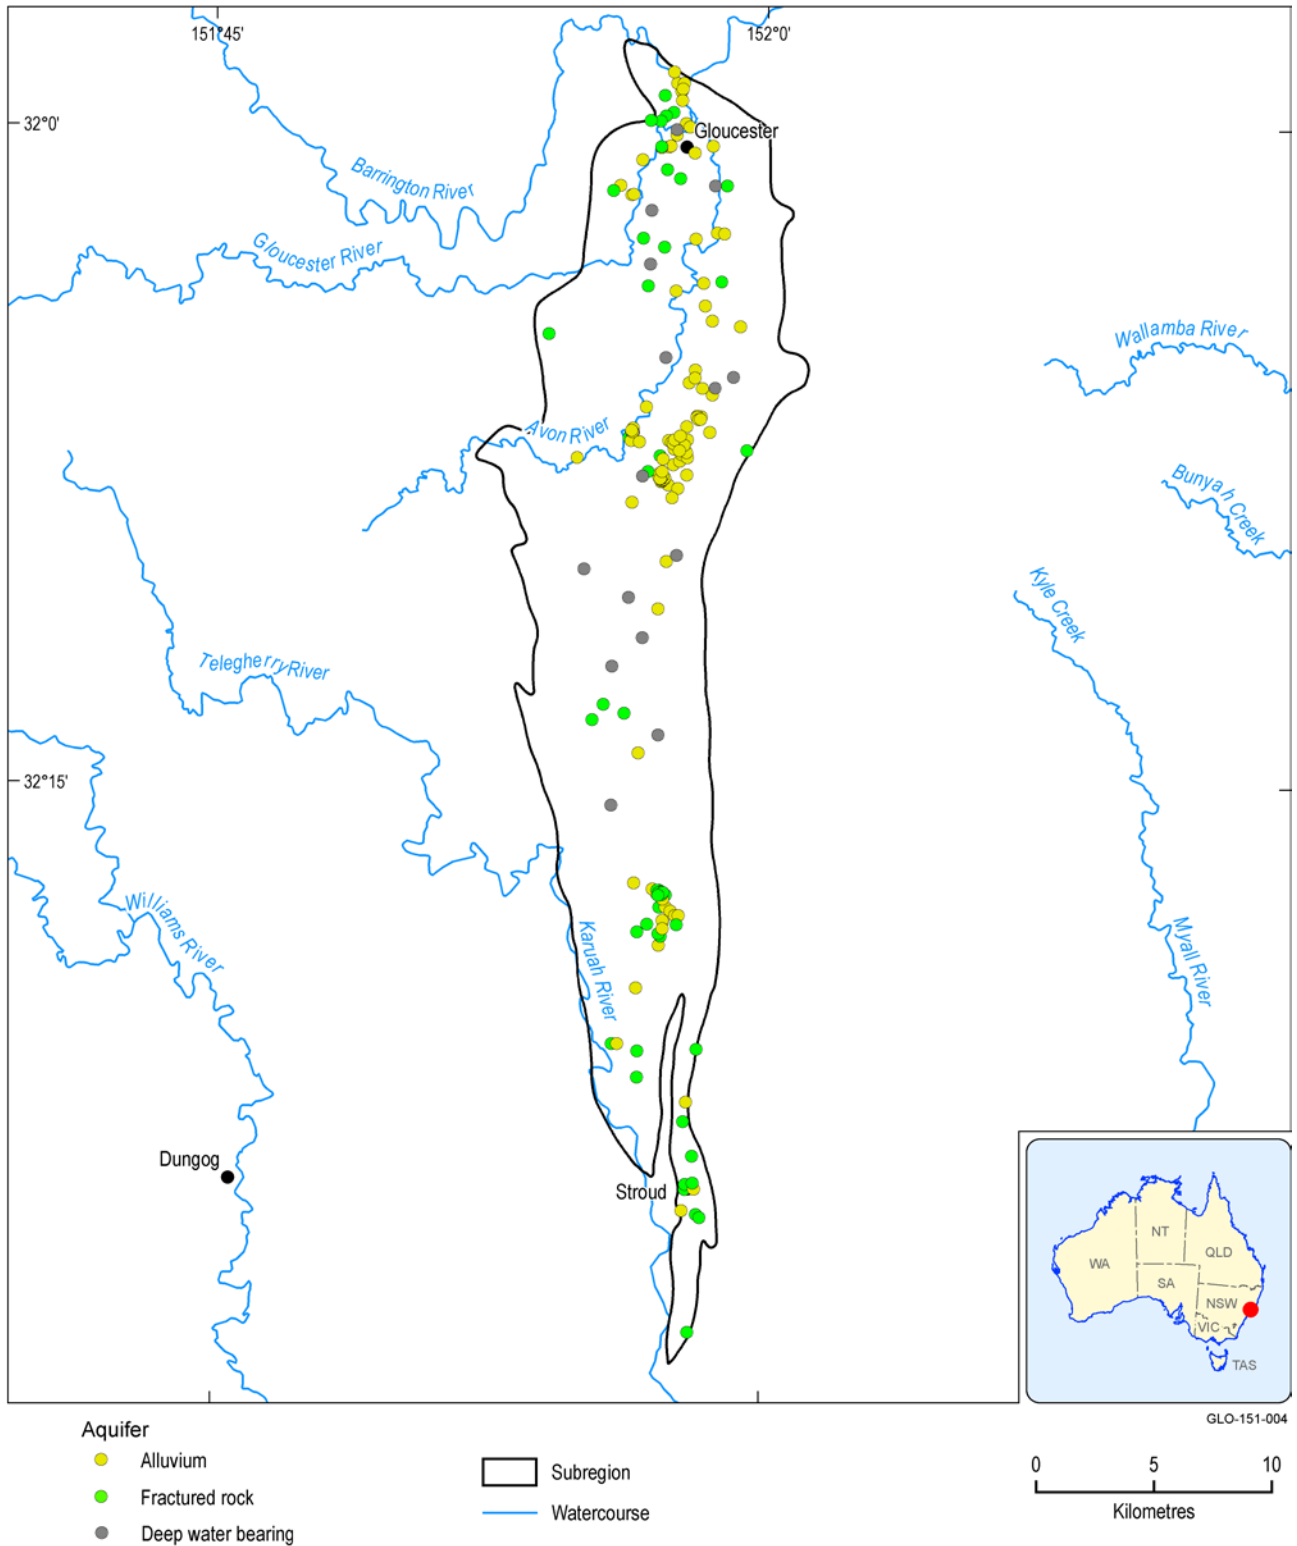 151°45'
152°0'
32°0'
Gloucester
Barrington River
Gloucester River
Wallamba River
Avon River
Bunyah Creek
Kyle Creek
Telegherry River
32°15'
Williams River
Karuah River
Myall River
Dungog
Stroud
NT
QLD
WA
SA
NSW
VIC
TAS
GLO-151-004
Aquifer
Alluvium
Fractured rock
Deep water bearing
Subregion
Watercourse
0 5 10
Kilometres